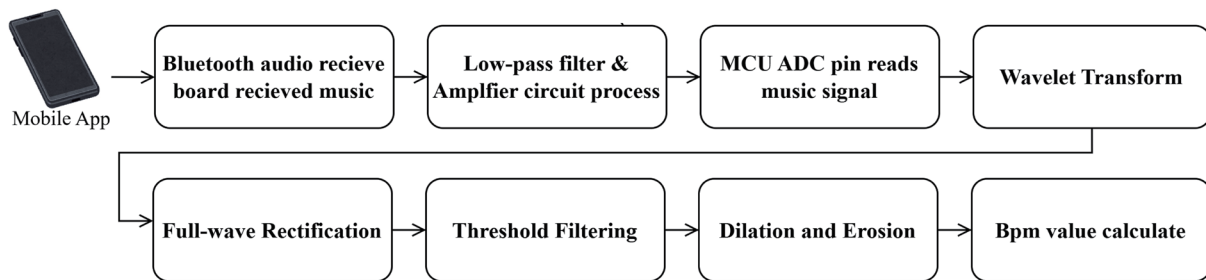 Mobile App
Bluetooth audio recieve
board recieved music
Low-pass filter &
Amplfier circuit process
MCU ADC pin reads
music signal
Wavelet Transform
Full-wave Rectification
Threshold Filtering
Dilation and Erosion
Bpm value calculate